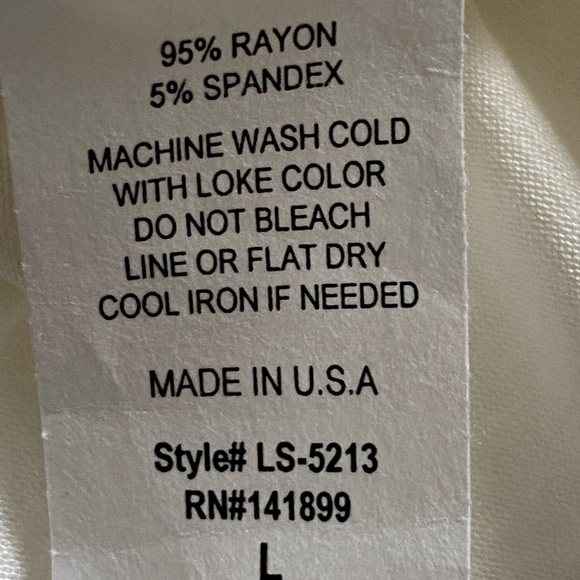 95% RAYON
5% SPANDEX
MACHINE WASH COLD
WITH LOKE COLOR
DO NOT BLEACH
LINE OR FLAT DRY
COOL IRON IF NEEDED
MADE IN U.S.A
Style# LS-5213
RN#141899
L